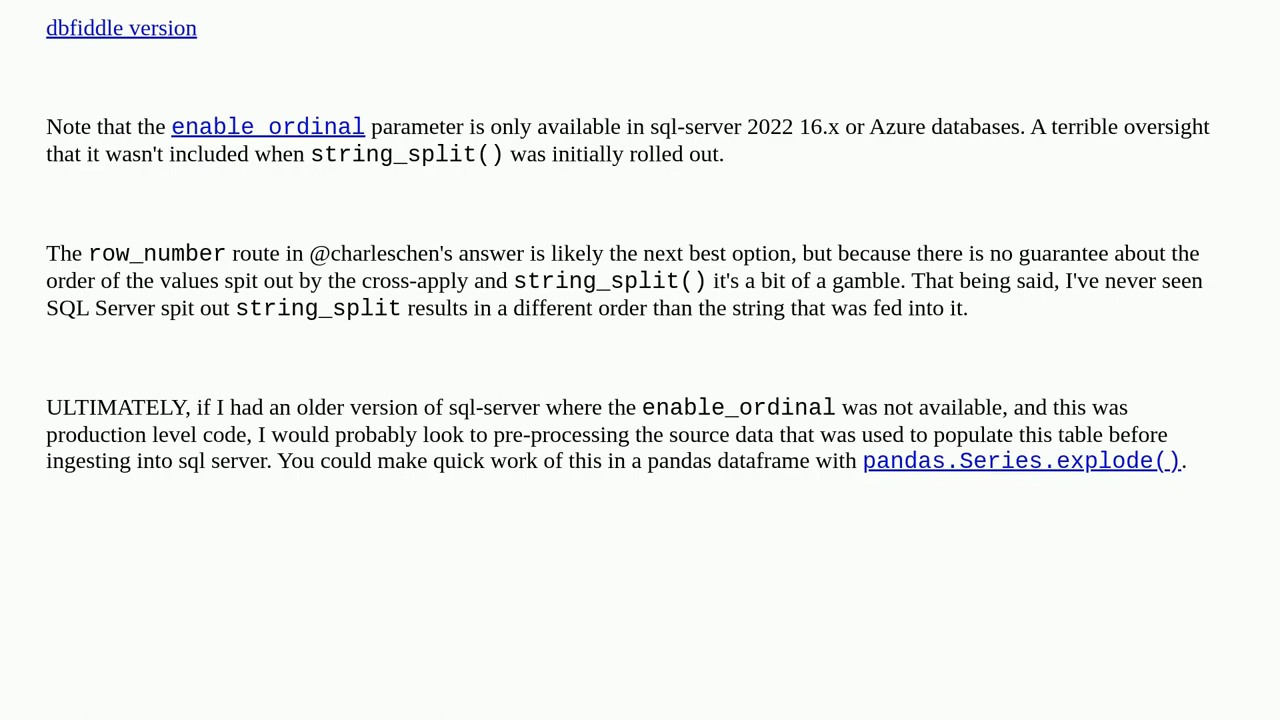 dbfiddle version
Note that the enable_ordinal parameter is only available in sql-server 2022 16.x or Azure databases. A terrible oversight
that it wasn't included when string_split() was initially rolled out.
The row_number route in @charleschen's answer is likely the next best option, but because there is no guarantee about the
order of the values spit out by the cross-apply and string_split() it's a bit of a gamble. That being said, I've never seen
SQL Server spit out string_split results in a different order than the string that was fed into it.
ULTIMATELY, if I had an older version of sql-server where the enable_ordinal was not available, and this was
production level code, I would probably look to pre-processing the source data that was used to populate this table before
ingesting into sql server. You could make quick work of this in a pandas dataframe with pandas.Series.explode().